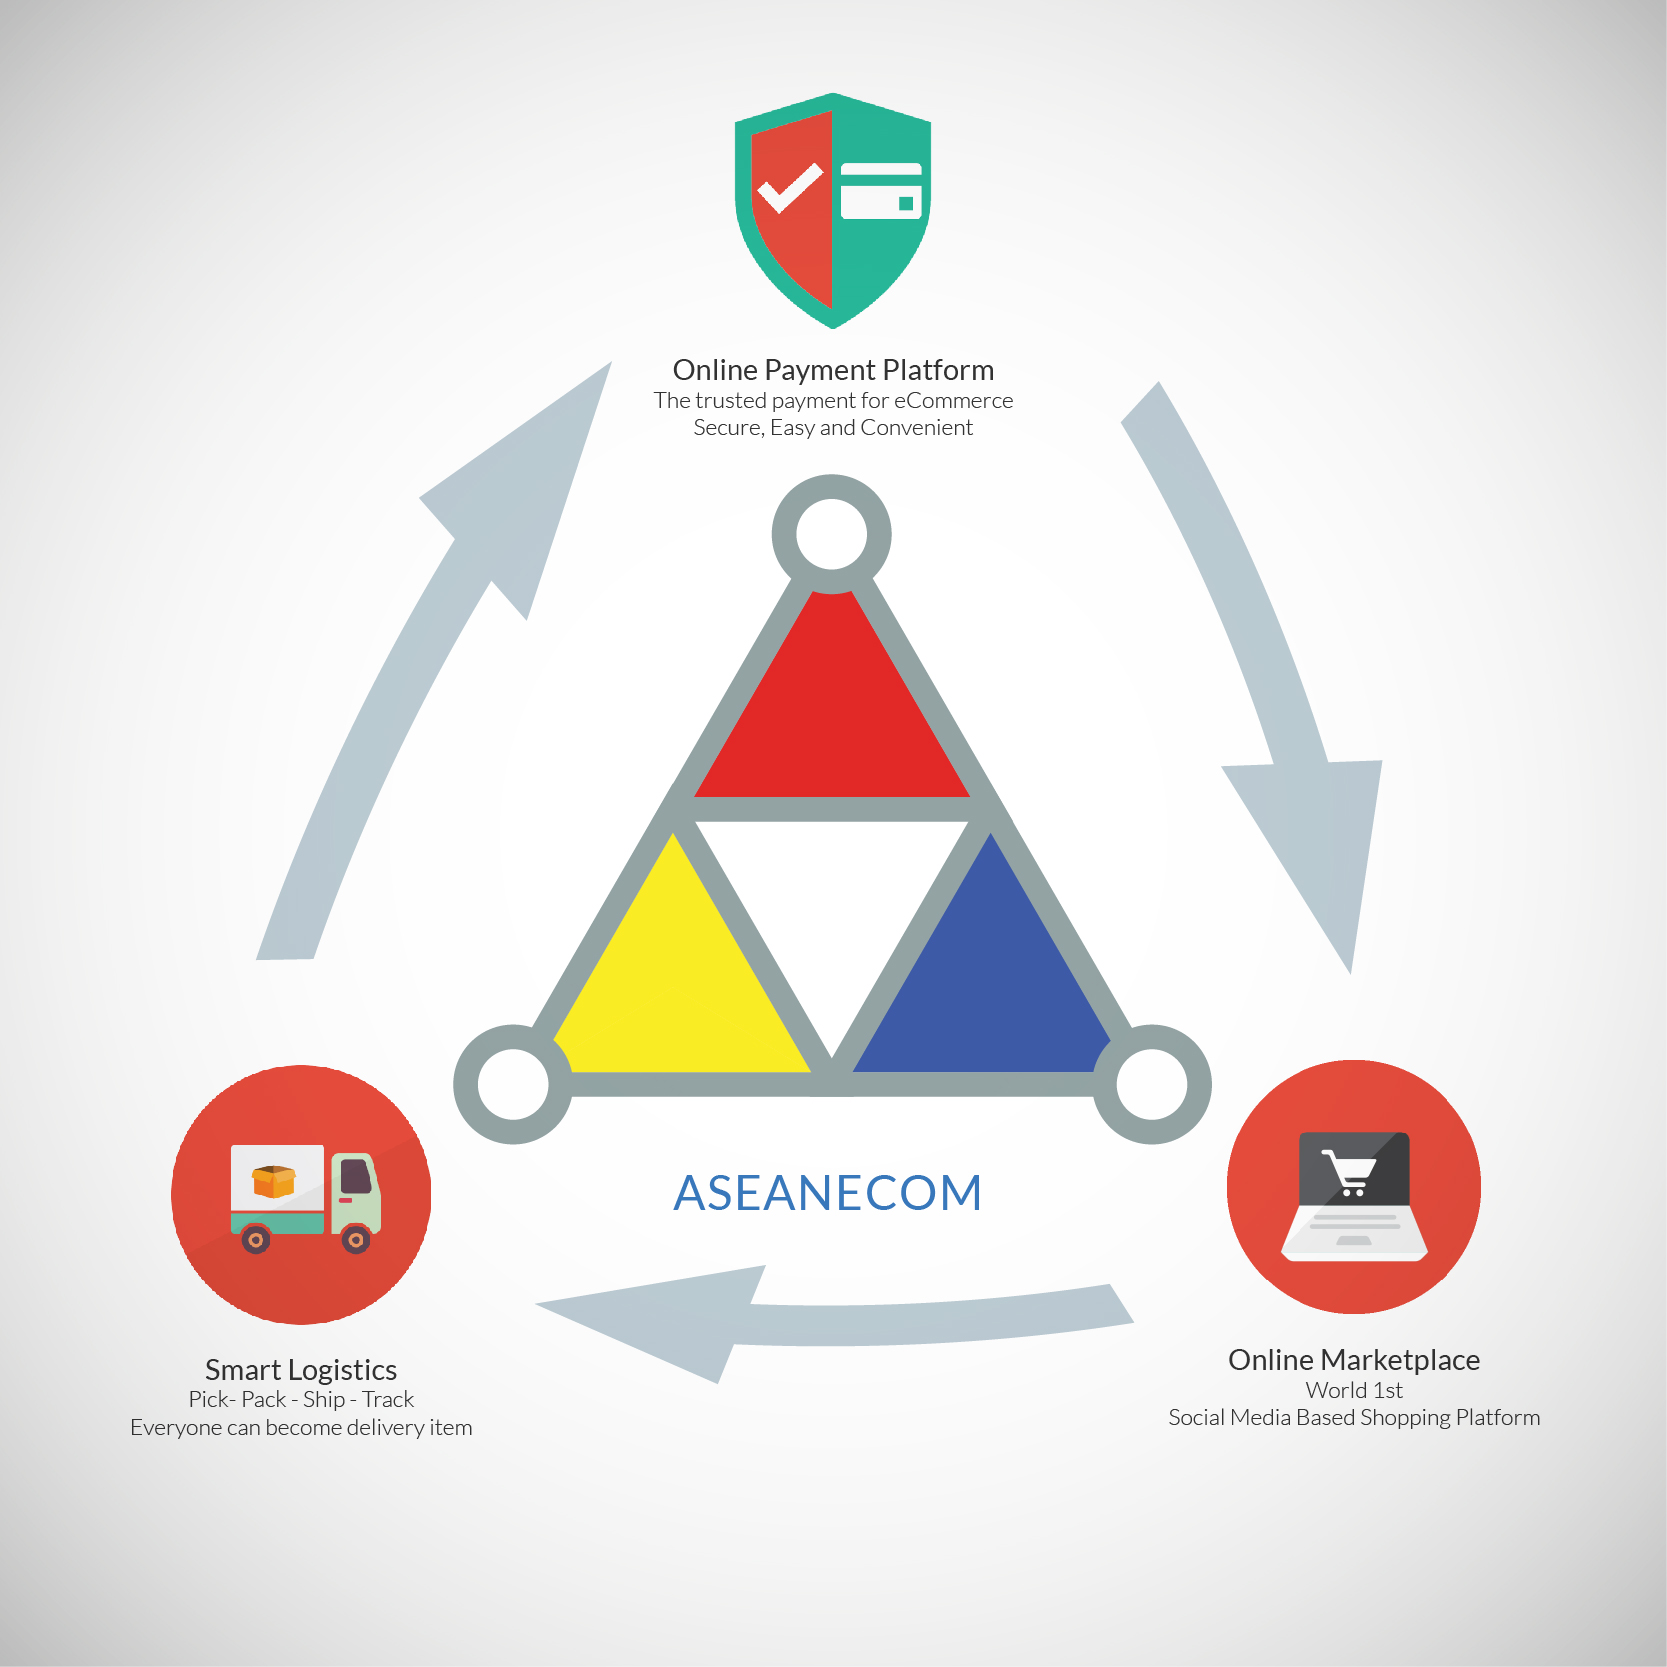 Online Payment Platform
The trusted payment for eCommerce
Secure, Easy and Convenient
ASEANECOM
Smart Logistics
Pick- Pack - Ship - Track
Everyone can become delivery item
Online Marketplace
World 1st
Social Media Based Shopping Platform